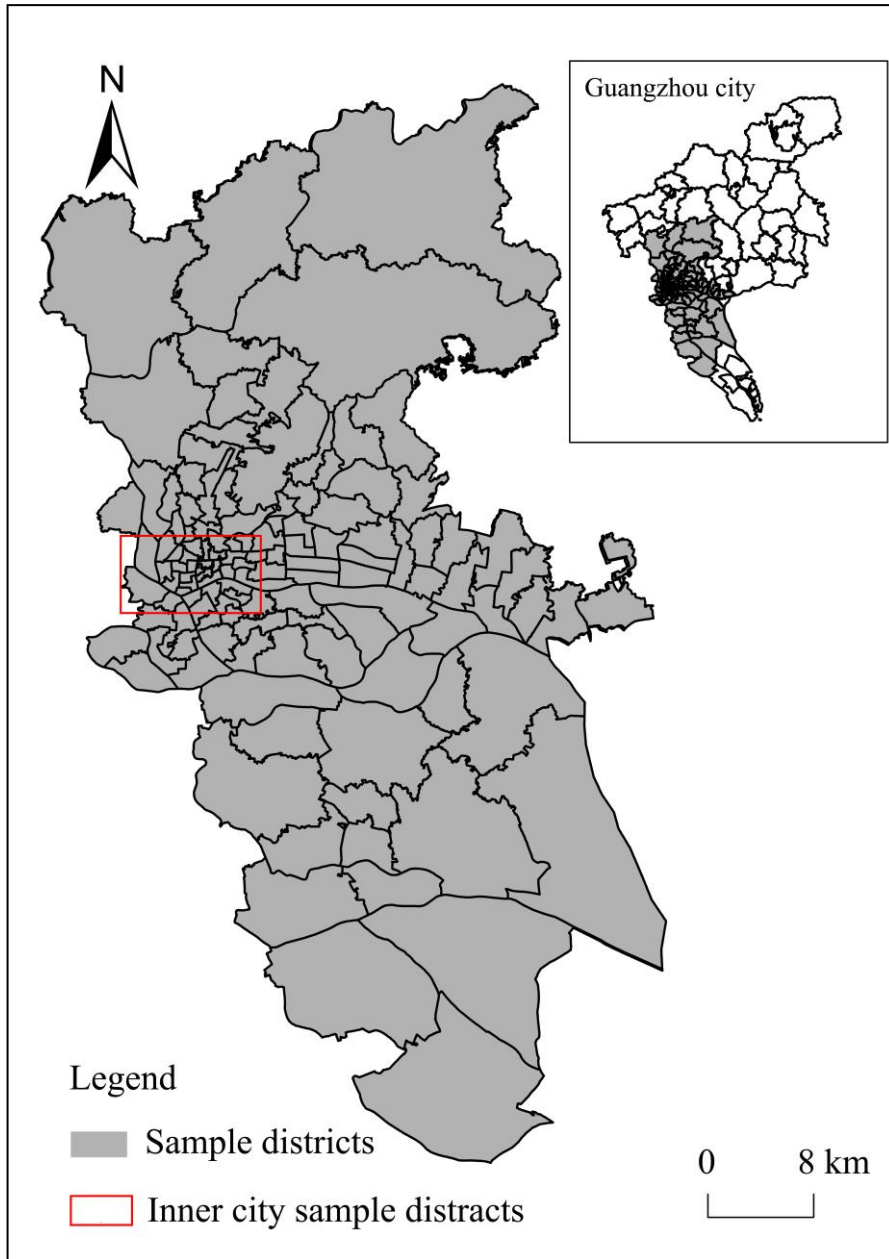 N
Guangzhou city
Legend
Sample districts
Inner city sample distracts
0 8 km